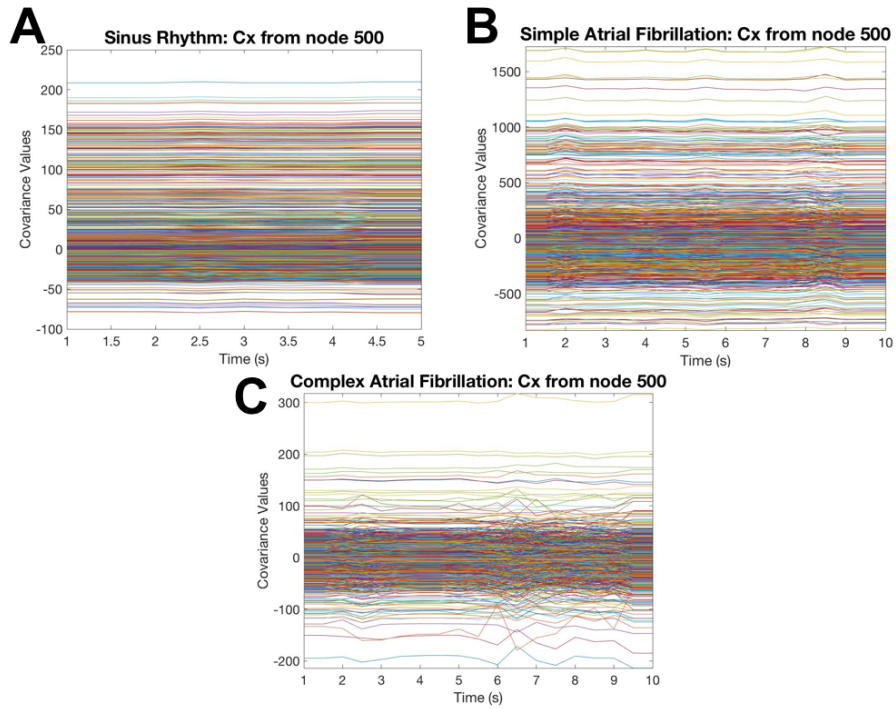 A
Sinus Rhythm: Cx from node 500
250
200
150
100
50
0
-50
-100
Covariance Values
1 1.5 2 2.5 3 3.5 4 4.5 5
Time (s)
B
Simple Atrial Fibrillation: Cx from node 500
1500
1000
500
0
-500
Covariance Values
1 2 3 4 5 6 7 8 9 10
Time (s)
C
Complex Atrial Fibrillation: Cx from node 500
300
200
100
0
-100
-200
Covariance Values
1 2 3 4 5 6 7 8 9 10
Time (s)